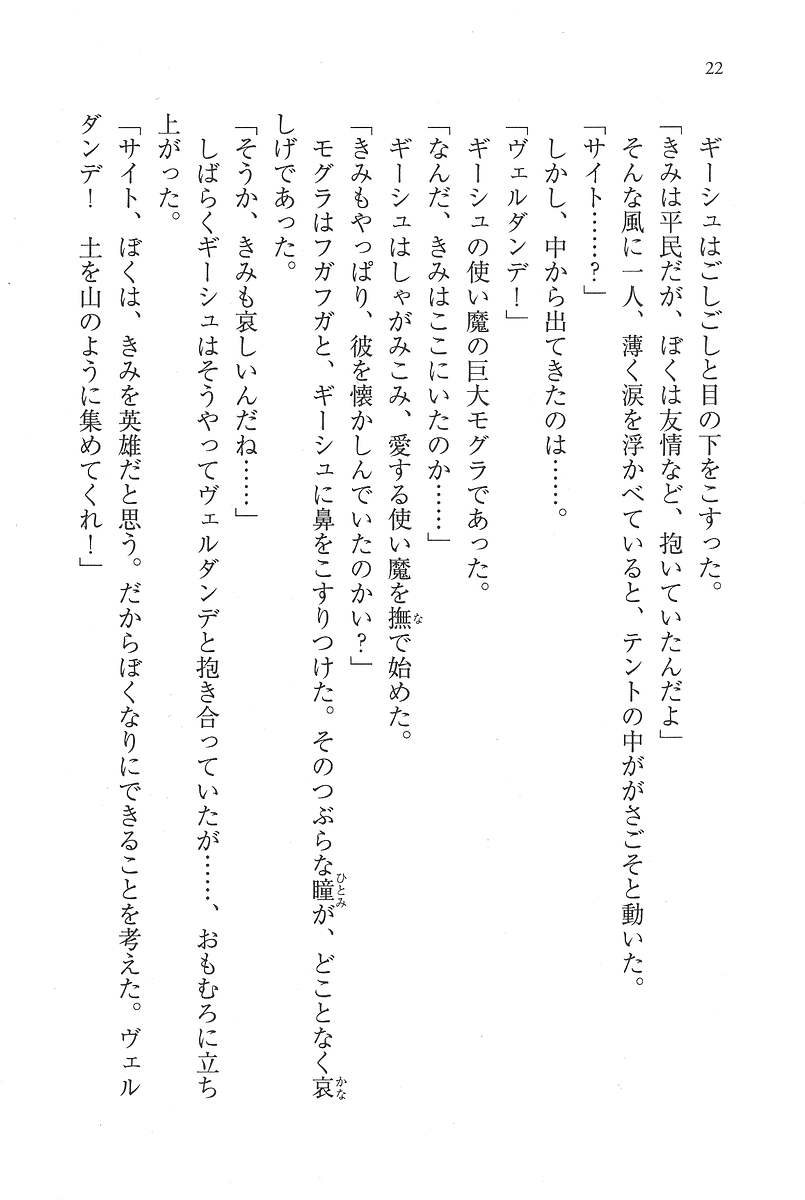 22
ギーシュはごしごしと目の下をこすった。
「きみは平民だが、ぼくは友情など、抱いていたんだよ」
そんな風に一人、薄く涙を浮かべていると、テントの中ががさごそと動いた。
「サイト……?」
しかし、中から出てきたのは……。
「ヴェルダンデ!」
ギーシュの使い魔の巨大モグラであった。
「なんだ、きみはここにいたのか……」
ギーシュはしゃがみこみ、愛する使い魔を撫で始めた。
「きみもやっぱり、彼を懐かしんでいたのかい?」
モグラはフガフガと、ギーシュに鼻をこすりつけた。そのつぶらな瞳が、どことなく哀
しげであった。
「そうか、きみも哀しいんだね……」
しばらくギーシュはそうやってヴェルダンデと抱き合っていたが……、おもむろに立ち
上がった。
「サイト、ぼくは、きみを英雄だと思う。だからぼくなりにできることを考えた。ヴェル
ダンデ! 土を山のように集めてくれ!」